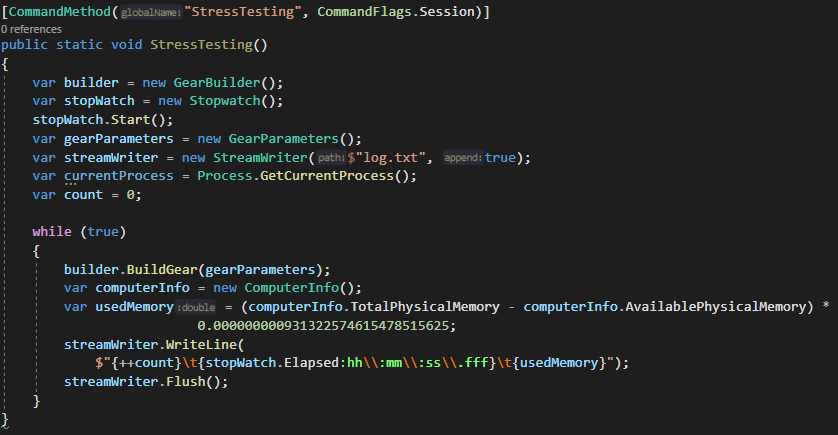 [CommandMethod(globalName:"StressTesting", CommandFlags.Session)]
0 references
public static void StressTesting()
{
var builder = new GearBuilder();
var stopWatch = new Stopwatch();
stopWatch.Start();
var gearParameters = new GearParameters();
var streamWriter = new StreamWriter(path:$"log.txt", append:true);
var currentProcess = Process.GetCurrentProcess();
var count = 0;
while (true)
{
builder.BuildGear(gearParameters);
var computerInfo = new ComputerInfo();
var usedMemory:double = (computerInfo.TotalPhysicalMemory - computerInfo.AvailablePhysicalMemory) *
0.000000000931322574615478515625;
streamWriter.WriteLine(
$"{++count}\t{stopWatch.Elapsed:hh\\:mm\\:ss\\.fff}\t{usedMemory}");
streamWriter.Flush();
}
}